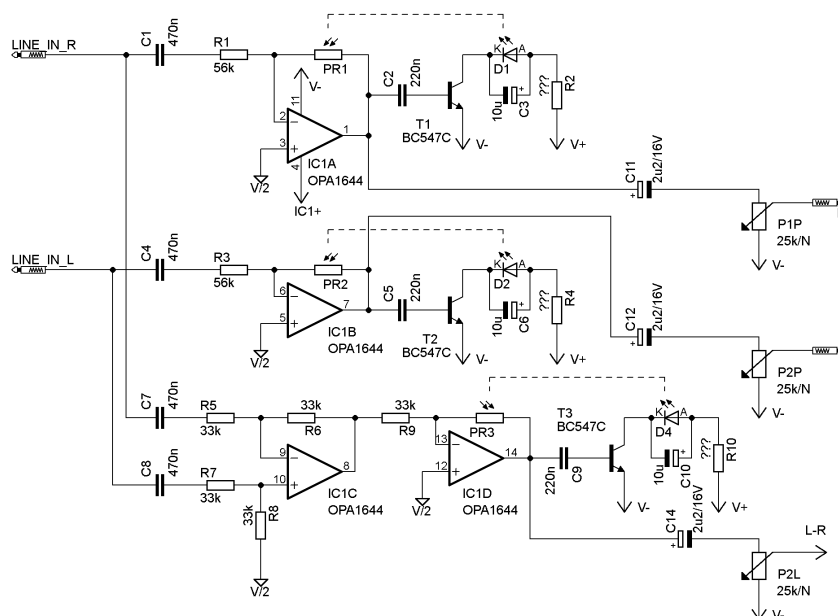 LINE_IN_R
C1
470n
R1
56k
PR1
V-
11
2
3
4
1
V/2
IC1A
OPA1644
IC1+
C2
220n
T1
BC547C
V-
K
A
D1
10u
C3
+
???
R2
V+
C11
2u2/16V
+
P1P
25k/N
V-
LINE_IN_L
C4
470n
R3
56k
PR2
6
5
7
V/2
IC1B
OPA1644
C5
220n
T2
BC547C
V-
K
A
D2
10u
C6
+
???
R4
V+
C12
2u2/16V
+
P2P
25k/N
V-
C7
470n
R5
33k
33k
R6
33k
R9
C8
470n
R7
33k
33k
R8
V/2
9
10
8
IC1C
OPA1644
PR3
13
12
14
V/2
IC1D
OPA1644
220n
C9
T3
BC547C
V-
K
A
D4
10u
C10
+
???
R10
V+
C14
2u2/16V
+
L-R
P2L
25k/N
V-